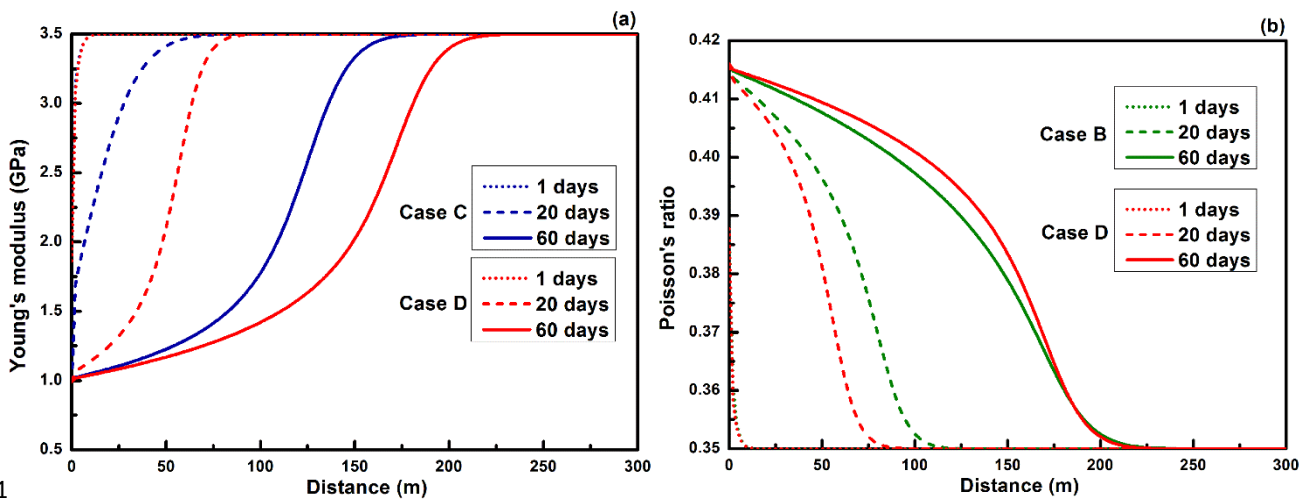 (a)
3.5
3.0
2.5
2.0
1.5
1.0
0.5
Young's modulus (GPa)
0
50
100
150
200
250
300
Distance (m)
Case C
1 days
20 days
60 days
Case D
1 days
20 days
60 days
1
(b)
0.42
0.41
0.40
0.39
0.38
0.37
0.36
0.35
Poisson's ratio
0
50
100
150
200
250
300
Distance (m)
Case B
1 days
20 days
60 days
Case D
1 days
20 days
60 days